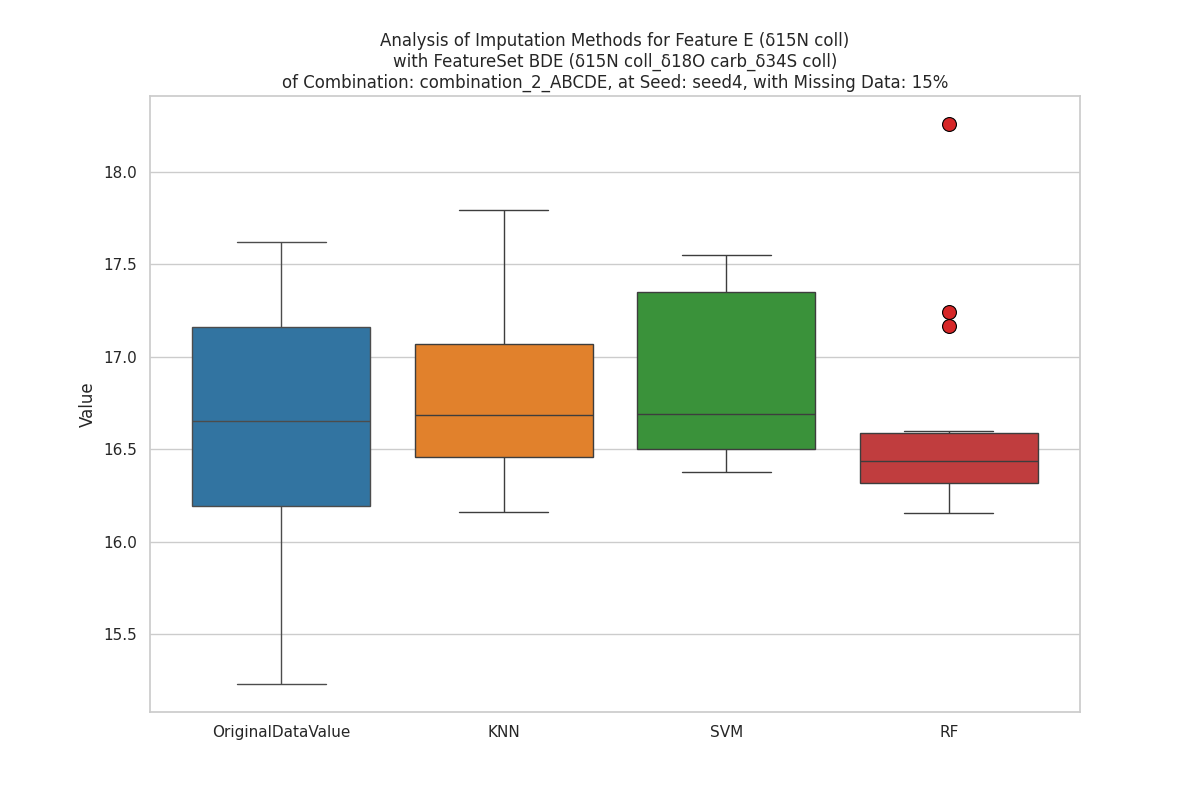 Analysis of Imputation Methods for Feature E (δ15N coll)
with FeatureSet BDE (δ15N coll_δ18O carb_δ34S coll)
of Combination: combination_2_ABCDE, at Seed: seed4, with Missing Data: 15%
18.0
17.5
17.0
16.5
16.0
15.5
Value
OriginalDataValue
KNN
SVM
RF